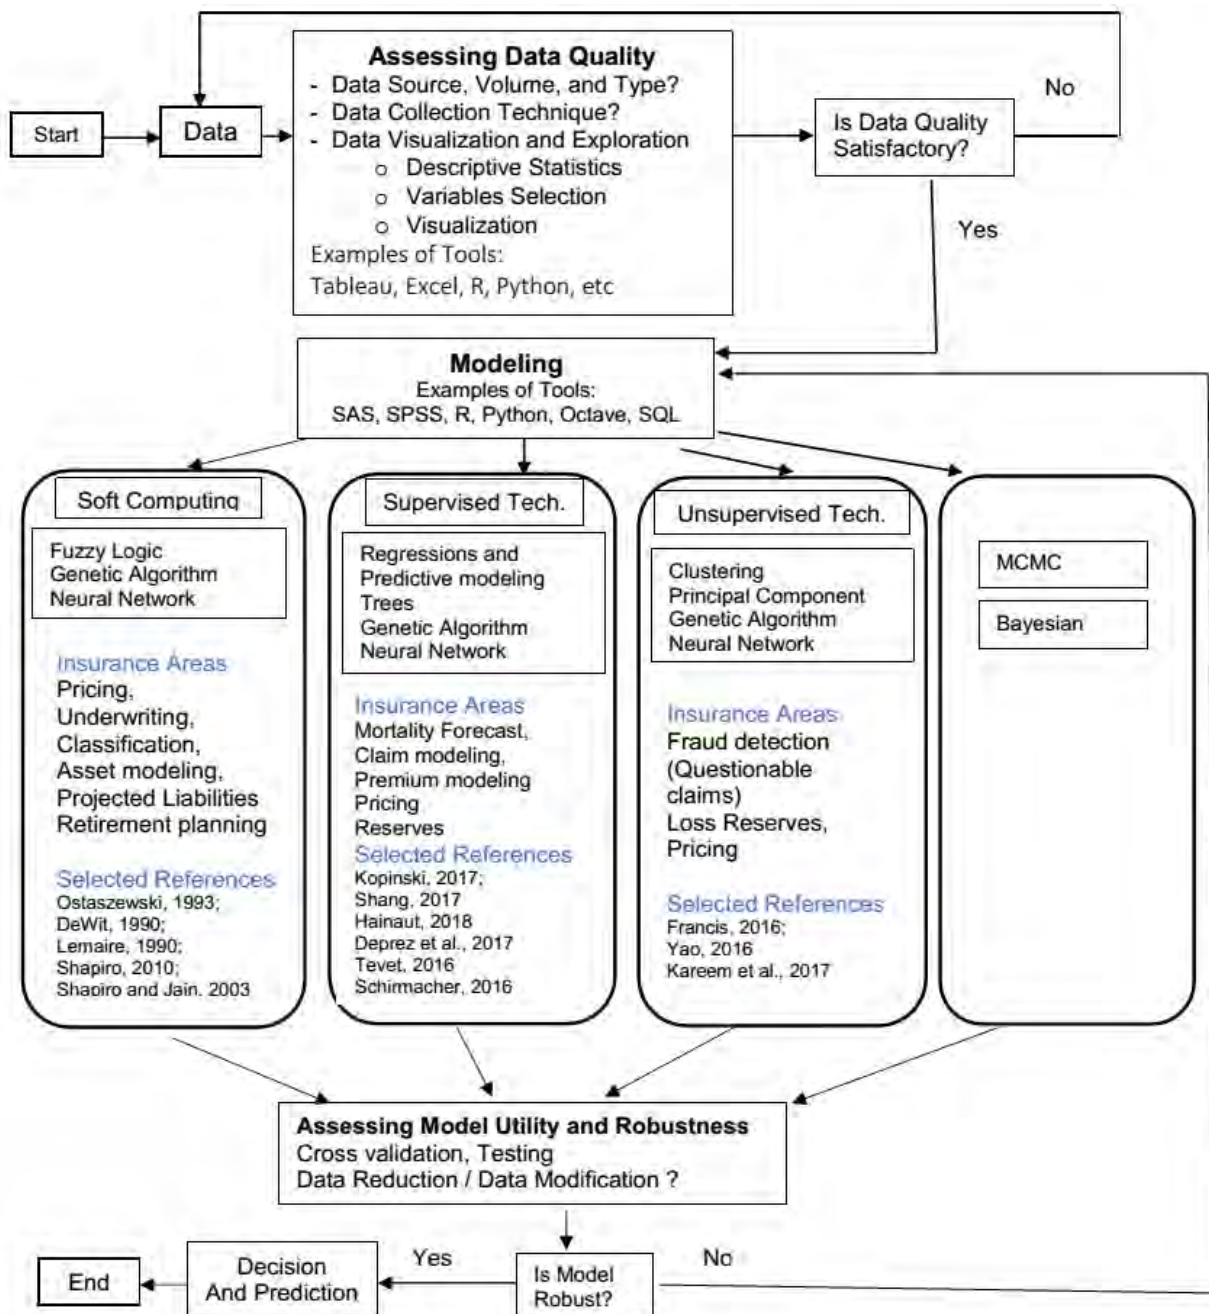 Start
Data
Assessing Data Quality
- Data Source, Volume, and Type?
- Data Collection Technique?
- Data Visualization and Exploration
o Descriptive Statistics
o Variables Selection
o Visualization
Examples of Tools:
Tableau, Excel, R, Python, etc
Is Data Quality
Satisfactory?
No
Yes
Modeling
Examples of Tools:
SAS, SPSS, R, Python, Octave, SQL
Soft Computing
Fuzzy Logic
Genetic Algorithm
Neural Network
Insurance Areas
Pricing,
Underwriting,
Classification,
Asset modeling,
Projected Liabilities
Retirement planning
Selected References
Ostaszewski, 1993;
DeWit, 1990;
Lemaire, 1990;
Shapiro, 2010;
Shapiro and Jain. 2003
Supervised Tech.
Regressions and
Predictive modeling
Trees
Genetic Algorithm
Neural Network
Insurance Areas
Mortality Forecast,
Claim modeling,
Premium modeling
Pricing
Reserves
Selected References
Kopinski, 2017;
Shang, 2017
Hainaut, 2018
Deprez et al., 2017
Tevet, 2016
Schirmacher, 2016
Unsupervised Tech.
Clustering
Principal Component
Genetic Algorithm
Neural Network
Insurance Areas
Fraud detection
(Questionable
claims)
Loss Reserves,
Pricing
Selected References
Francis, 2016;
Yao, 2016
Kareem et al., 2017
MCMC
Bayesian
Assessing Model Utility and Robustness
Cross validation, Testing
Data Reduction / Data Modification ?
Is Model
Robust?
No
Yes
Decision
And Prediction
End